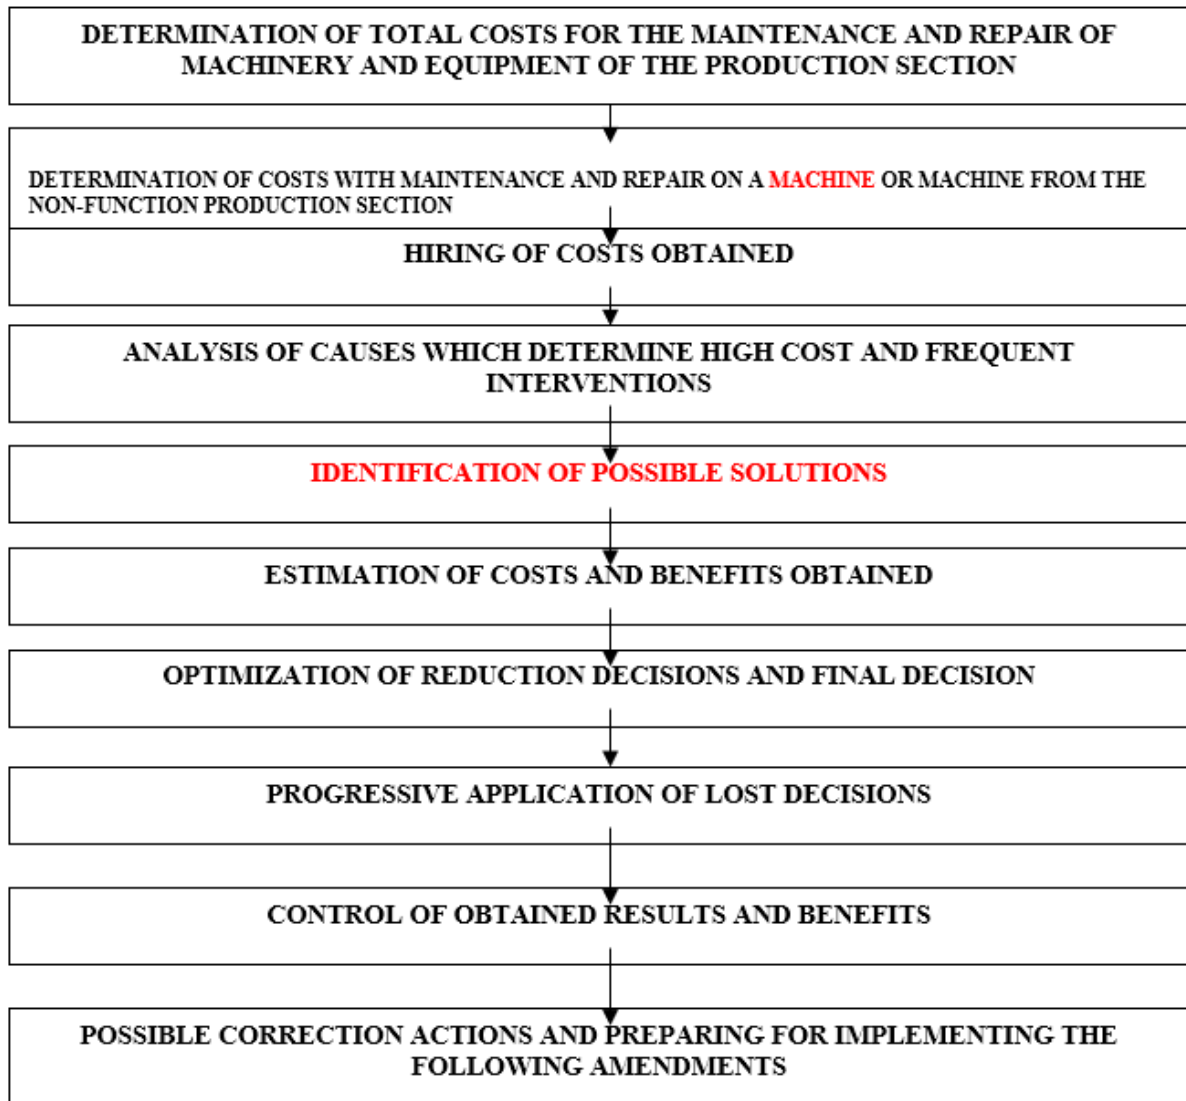 DETERMINATION OF TOTAL COSTS FOR THE MAINTENANCE AND REPAIR OF
MACHINERY AND EQUIPMENT OF THE PRODUCTION SECTION
DETERMINATION OF COSTS WITH MAINTENANCE AND REPAIR ON A MACHINE OR MACHINE FROM THE
NON-FUNCTION PRODUCTION SECTION
HIRING OF COSTS OBTAINED
ANALYSIS OF CAUSES WHICH DETERMINE HIGH COST AND FREQUENT
INTERVENTIONS
IDENTIFICATION OF POSSIBLE SOLUTIONS
ESTIMATION OF COSTS AND BENEFITS OBTAINED
OPTIMIZATION OF REDUCTION DECISIONS AND FINAL DECISION
PROGRESSIVE APPLICATION OF LOST DECISIONS
CONTROL OF OBTAINED RESULTS AND BENEFITS
POSSIBLE CORRECTION ACTIONS AND PREPARING FOR IMPLEMENTING THE
FOLLOWING AMENDMENTS